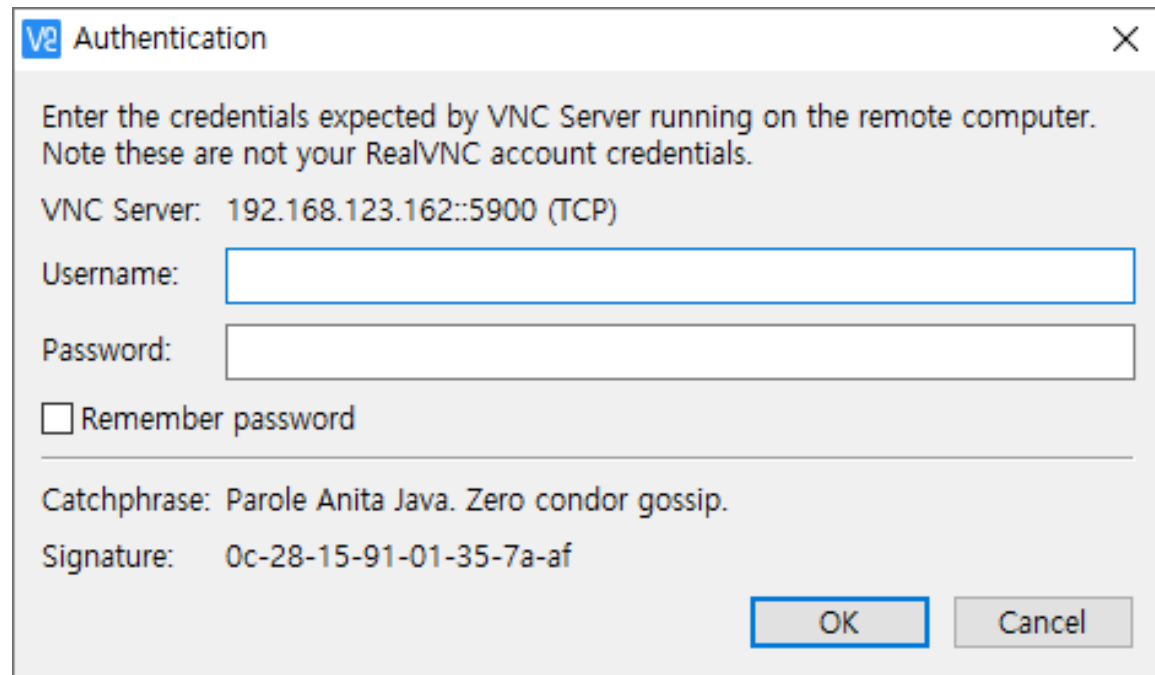 V2 Authentication
Enter the credentials expected by VNC Server running on the remote computer.
Note these are not your RealVNC account credentials.
VNC Server: 192.168.123.162::5900 (TCP)
Username:
Password:
Remember password
Catchphrase: Parole Anita Java. Zero condor gossip.
Signature: 0c-28-15-91-01-35-7a-af
OK Cancel